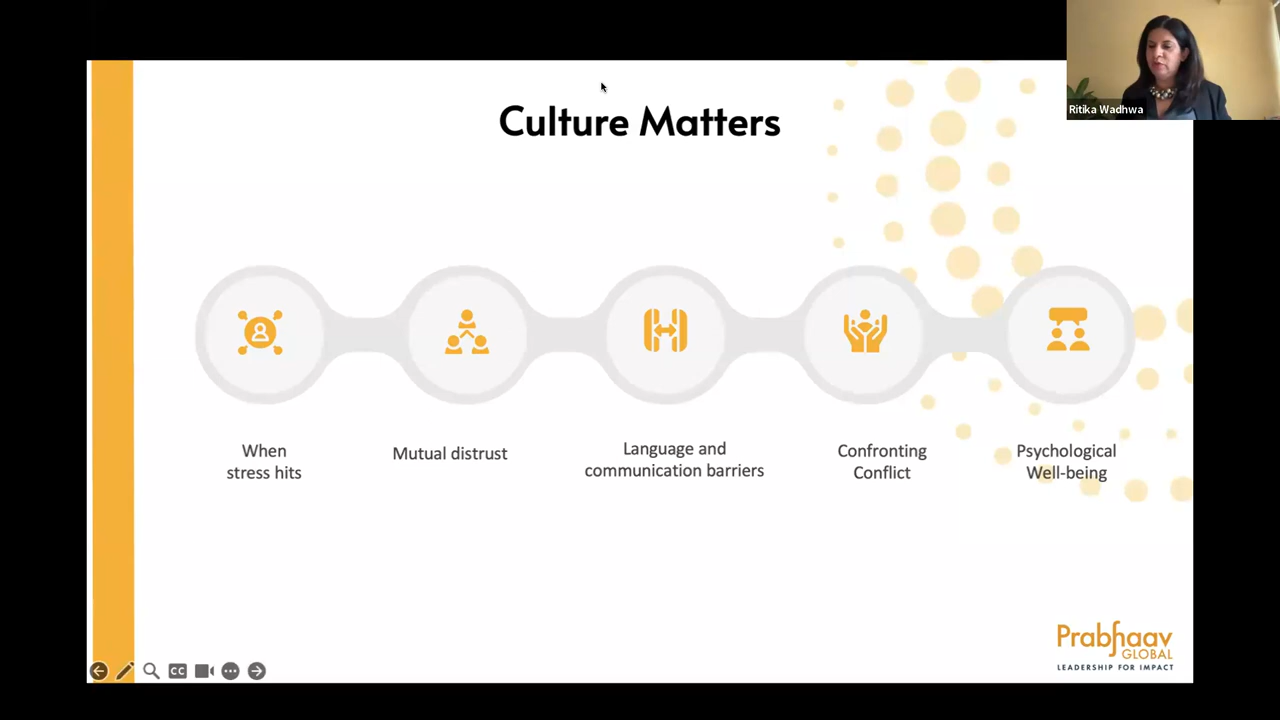 Ritika Wadhwa
Culture Matters
When
stress hits
Mutual distrust
Language and
communication barriers
Confronting
Conflict
Psychological
Well-being
CC
Prabhaav
GLOBAL
LEADERSHIP FOR IMPACT